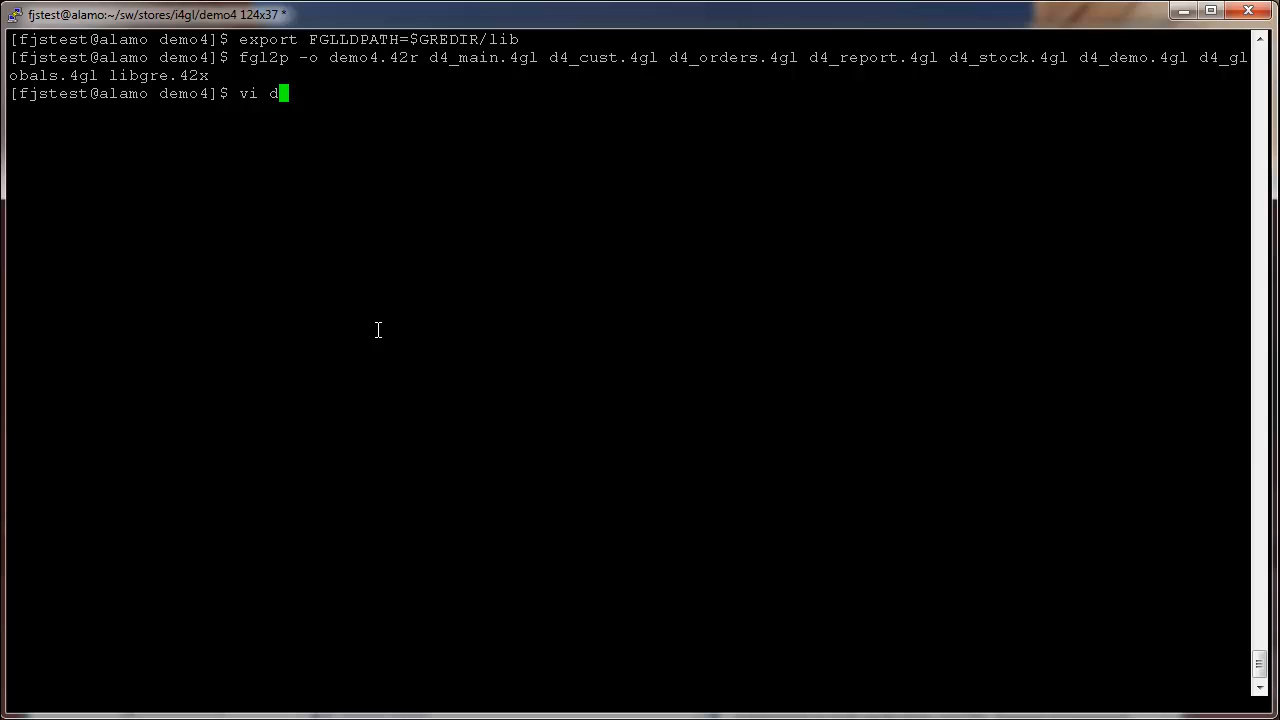 fjstest@alamo:~/sw/stores/i4gl/demo4 124x37 *
[fjstest@alamo demo4]$ export FGLLDPATH=$GREDIR/lib
[fjstest@alamo demo4]$ fgl2p -o demo4.42r d4_main.4gl d4_cust.4gl d4_orders.4gl d4_report.4gl d4_stock.4gl d4_demo.4gl d4_gl
obals.4gl libgre.42x
[fjstest@alamo demo4]$ vi d